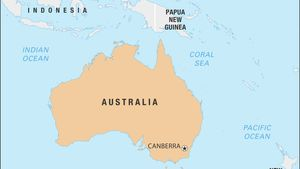 INDONESIA
PAPUA
NEW
GUINEA
INDIAN
OCEAN
CORAL
SEA
AUSTRALIA
CANBERRA
PACIFIC
OCEAN